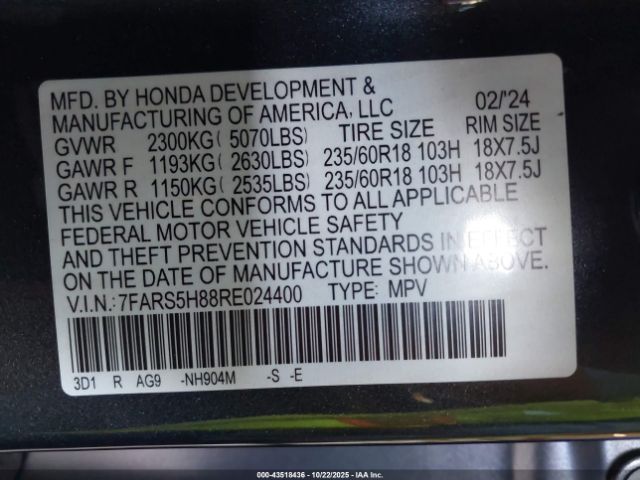 MFD. BY HONDA DEVELOPMENT &
MANUFACTURING OF AMERICA, LLC 02/'24
GVWR 2300KG( 5070LBS) TIRE SIZE RIM SIZE
GAWR F 1193KG( 2630LBS) 235/60R18 103H 18X7.5J
GAWR R 1150KG( 2535LBS) 235/60R18 103H 18X7.5J
THIS VEHICLE CONFORMS TO ALL APPLICABLE
FEDERAL MOTOR VEHICLE SAFETY
AND THEFT PREVENTION STANDARDS IN EFFECT
ON THE DATE OF MANUFACTURE SHOWN ABOVE.
V.I.N.:7FARS5H88RE024400 TYPE: MPV
3D1 R AG9 -NH904M -S -E
000-43518436 - 10/22/2025 - IAA Inc.